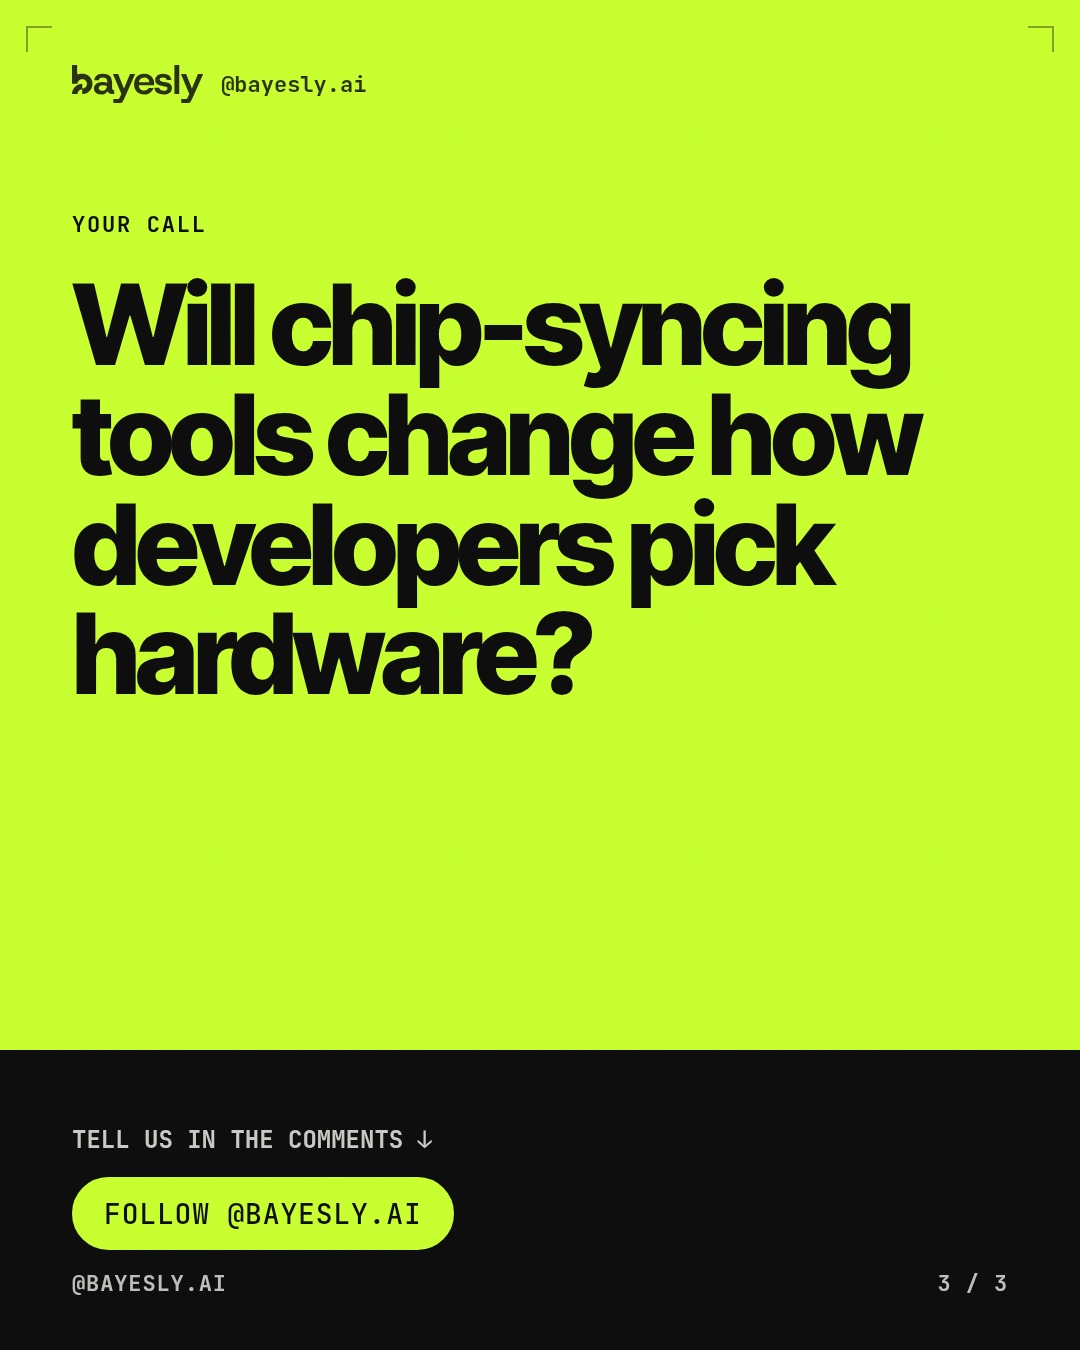 bayesly @bayesly.ai
YOUR CALL
Will chip-syncing
tools change how
developers pick
hardware?
TELL US IN THE COMMENTS ↓
FOLLOW @BAYESLY.AI
@BAYESLY.AI
3 / 3